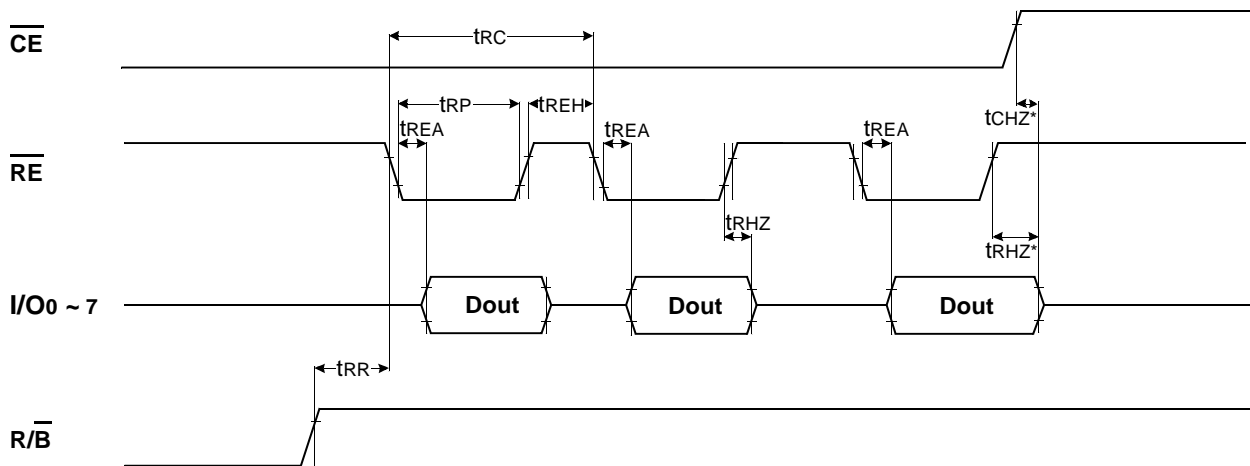 CE
tRC
tRP
tREH
tCHZ*
tREA
tREA
tREA
RE
tRHZ
tRHZ*
I/O0 ~ 7
Dout
Dout
Dout
tRR
R/B